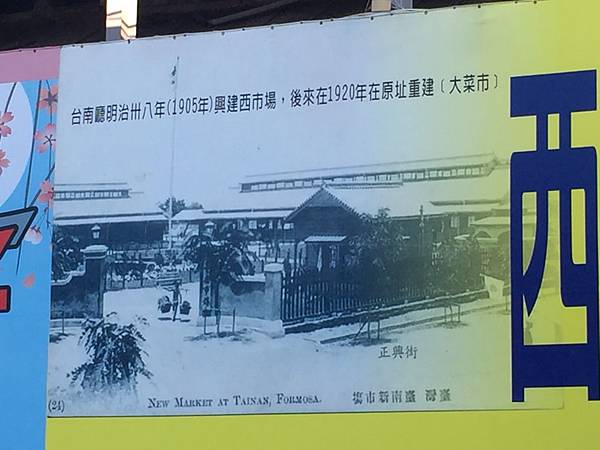 台南廳明治卅八年(1905年)興建西市場，後來在1920年在原址重建﹝大菜市﹞
西
正興街
(24) NEW MARKET AT TAINAN, FORMOSA. 塲市新南臺 灣臺